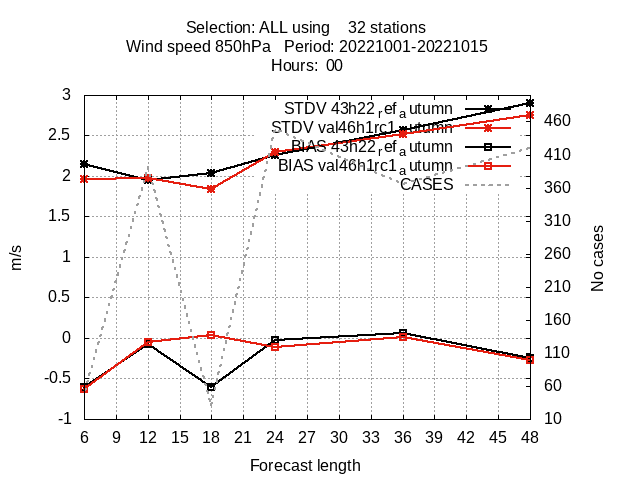 Selection: ALL using 32 stations
Wind speed 850hPa Period: 20221001-20221015
Hours: 00
STDV 43h22_ref_autumn
STDV val46h1rc1_autumn
BIAS 43h22_ref_autumn
BIAS val46h1rc1_autumn
CASES
m/s
3
2.5
2
1.5
1
0.5
0
-0.5
-1
460
410
360
310
260
210
160
110
60
10
No cases
6 9 12 15 18 21 24 27 30 33 36 39 42 45 48
Forecast length